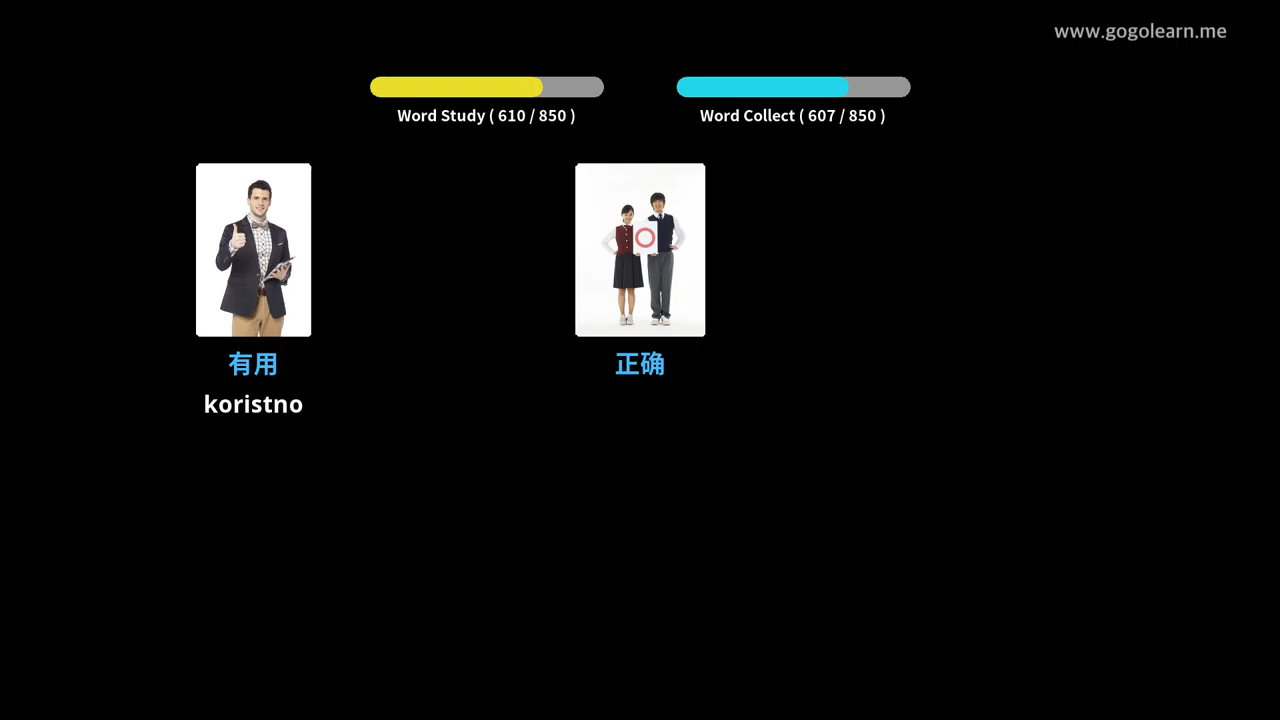 www.gogolearn.me
Word Study ( 610 / 850 )
Word Collect ( 607 / 850 )
有用
正确
koristno